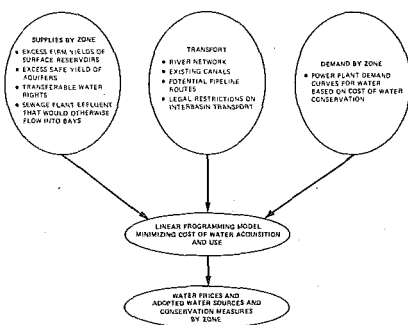 SUPPLIES BY ZONE
• EXCESS FIRM YIELDS OF
SURFACE RESERVOIRS
• EXCESS SAFE YIELD OF
AQUIFERS
• TRANSFERABLE WATER
RIGHTS
• SEWAGE PLANT EFFLUENT
THAT WOULD OTHERWISE
FLOW INTO BAYS
TRANSPORT
• RIVER NETWORK
• EXISTING CANALS
• POTENTIAL PIPELINE
ROUTES
• LEGAL RESTRICTIONS ON
INTERBASIN TRANSPORT
DEMAND BY ZONE
• POWER PLANT DEMAND
CURVES FOR WATER
BASED ON COST OF WATER
CONSERVATION
LINEAR PROGRAMMING MODEL
MINIMIZING COST OF WATER ACQUISITION
AND USE
WATER PRICES AND
ADOPTED WATER SOURCES AND
CONSERVATION MEASURES
BY ZONE